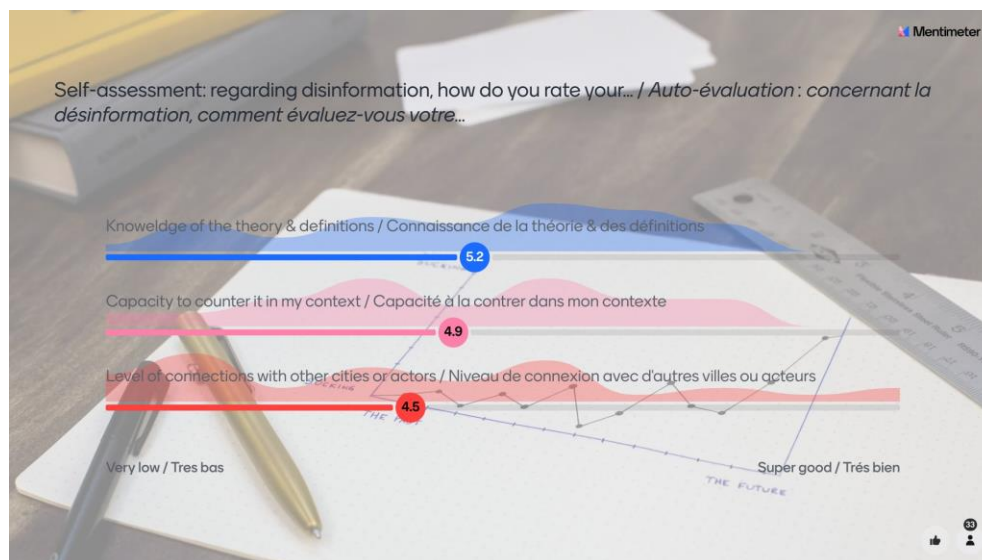 Mentimeter
Self-assessment: regarding disinformation, how do you rate your... / Auto-évaluation : concernant la
désinformation, comment évaluez-vous votre...
Knoweldge of the theory & definitions / Connaissance de la théorie & des définitions
5.2
Capacity to counter it in my context / Capacité à la contrer dans mon contexte
4.9
Level of connections with other cities or actors / Niveau de connexion avec d'autres villes ou acteurs
4.5
Very low / Tres bas
Super good / Trés bien
THE FUTURE
33